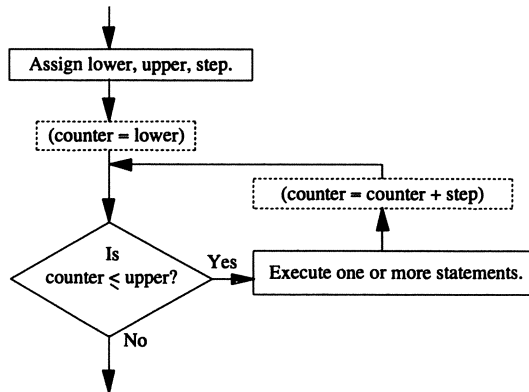 Assign lower, upper, step.
(counter = lower)
(counter = counter + step)
Is
counter ≤ upper?
Yes
Execute one or more statements.
No